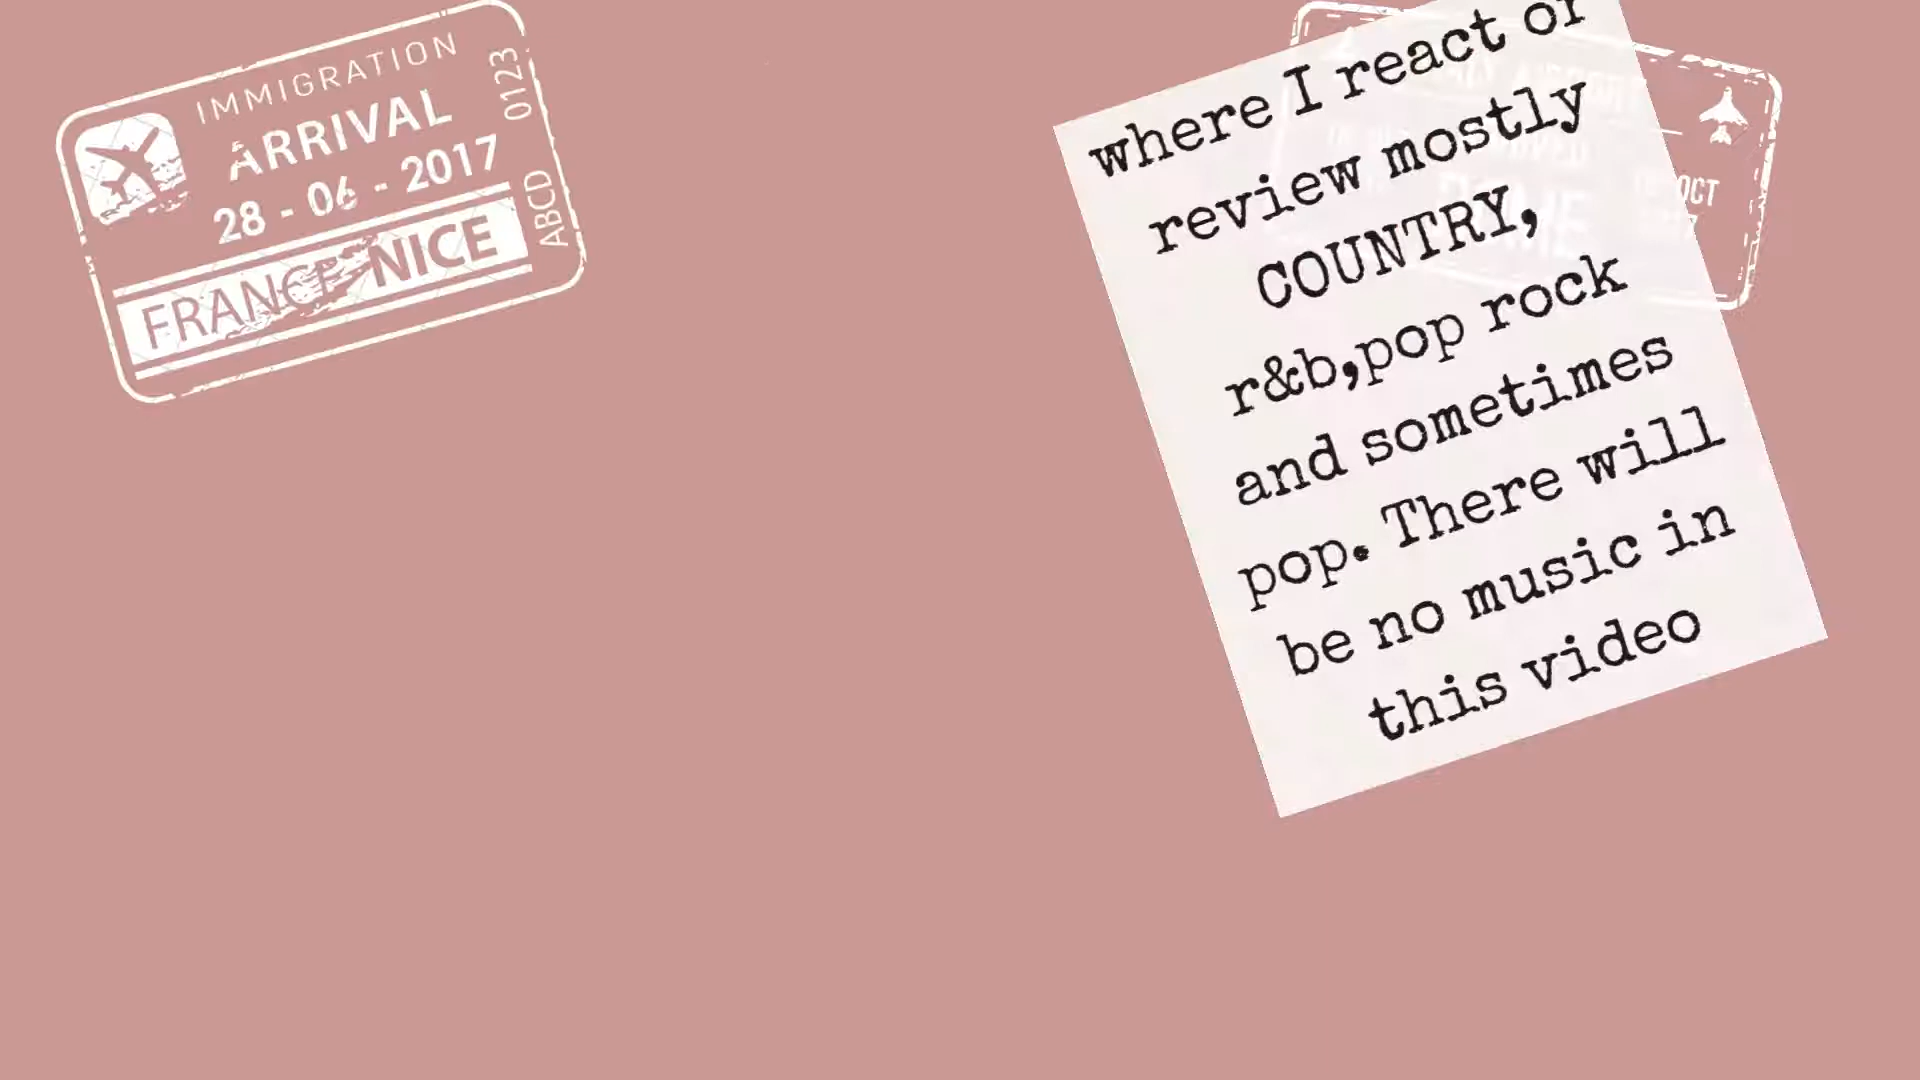 IMMIGRATION
ARRIVAL
28 - 06 - 2017
FRANCE NICE
0123
ABCD
where I react or
review mostly
COUNTRY,
r&b,pop rock
and sometimes
pop. There will
be no music in
this video
OCT